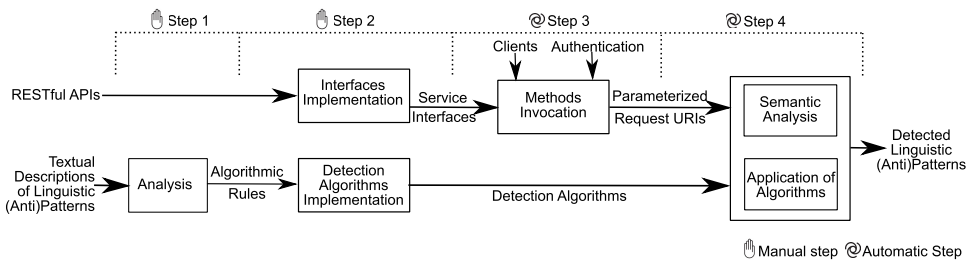 Step 1
Step 2
Step 3
Step 4
Clients
Authentication
RESTful APIs
Interfaces
Implementation
Service
Interfaces
Methods
Invocation
Parameterized
Request URIs
Semantic
Analysis
Detected
Linguistic
(Anti)Patterns
Textual
Descriptions
of Linguistic
(Anti)Patterns
Analysis
Algorithmic
Rules
Detection
Algorithms
Implementation
Detection Algorithms
Application of
Algorithms
Manual step
Automatic Step